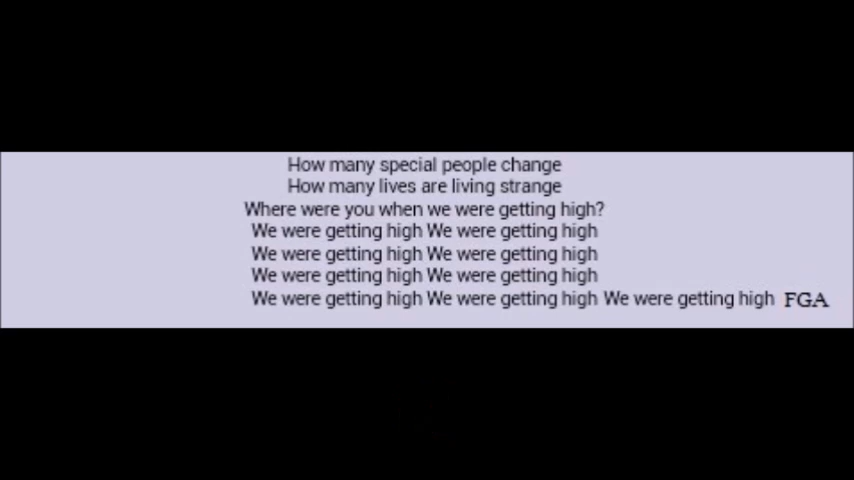 How many special people change
How many lives are living strange
Where were you when we were getting high?
We were getting high We were getting high
We were getting high We were getting high
We were getting high We were getting high
We were getting high We were getting high We were getting high FGA